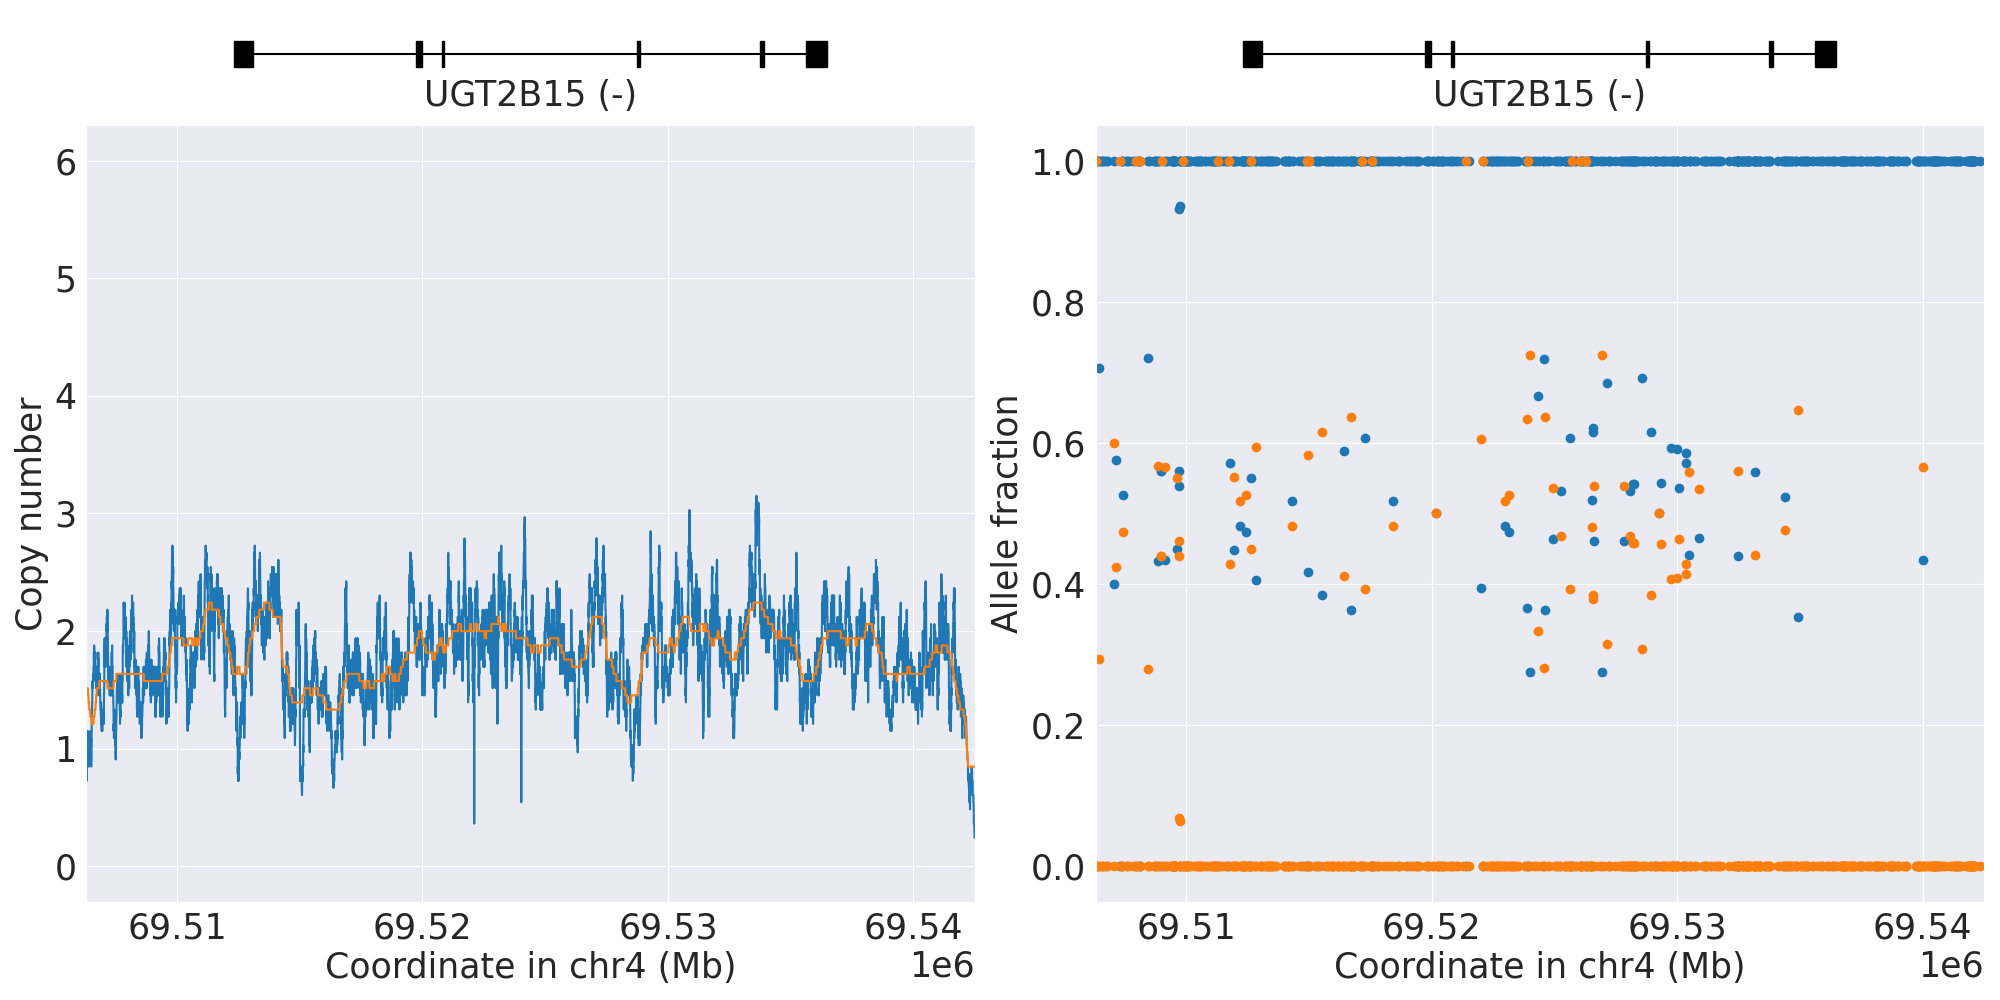 UGT2B15 (-)
Copy number
6
5
4
3
2
1
0
69.51
69.52
69.53
69.54
Coordinate in chr4 (Mb)
1e6
UGT2B15 (-)
Allele fraction
1.0
0.8
0.6
0.4
0.2
0.0
69.51
69.52
69.53
69.54
Coordinate in chr4 (Mb)
1e6